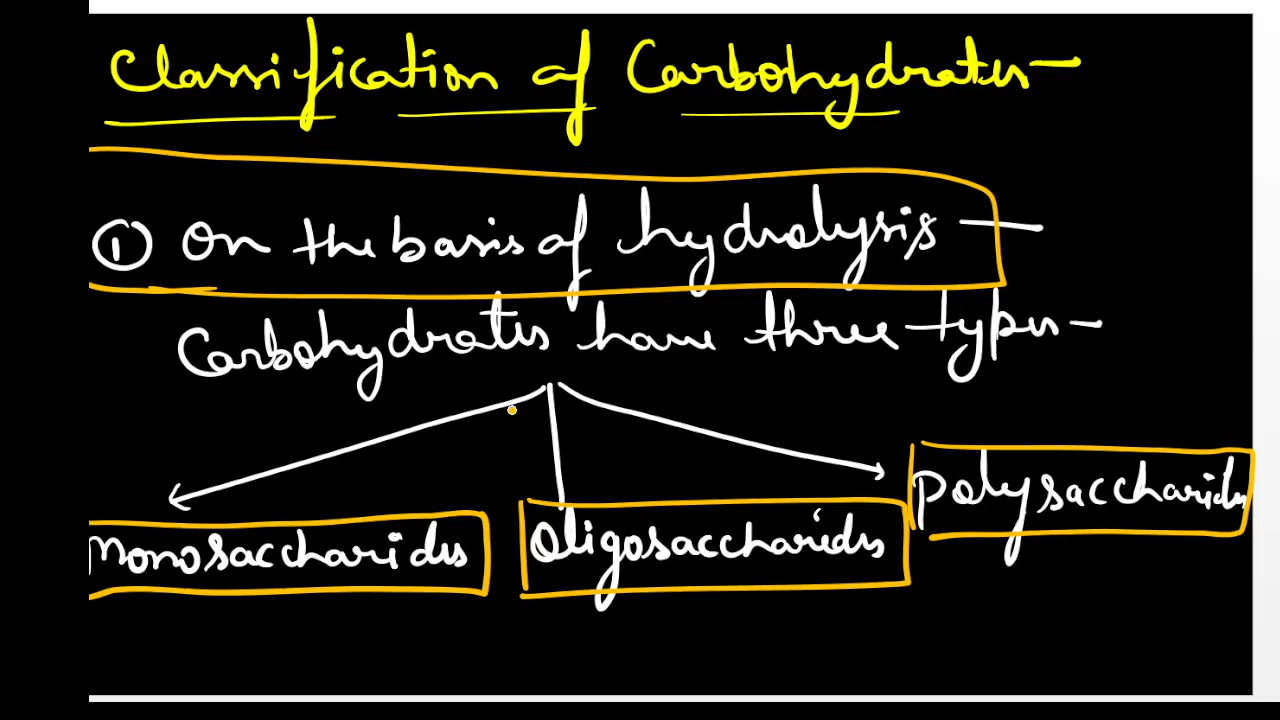 Classification of Carbohydrates-
① On the basis of hydrolysis -
Carbohydrates have three types-
Monosaccharides Oligosaccharides Polysaccharides